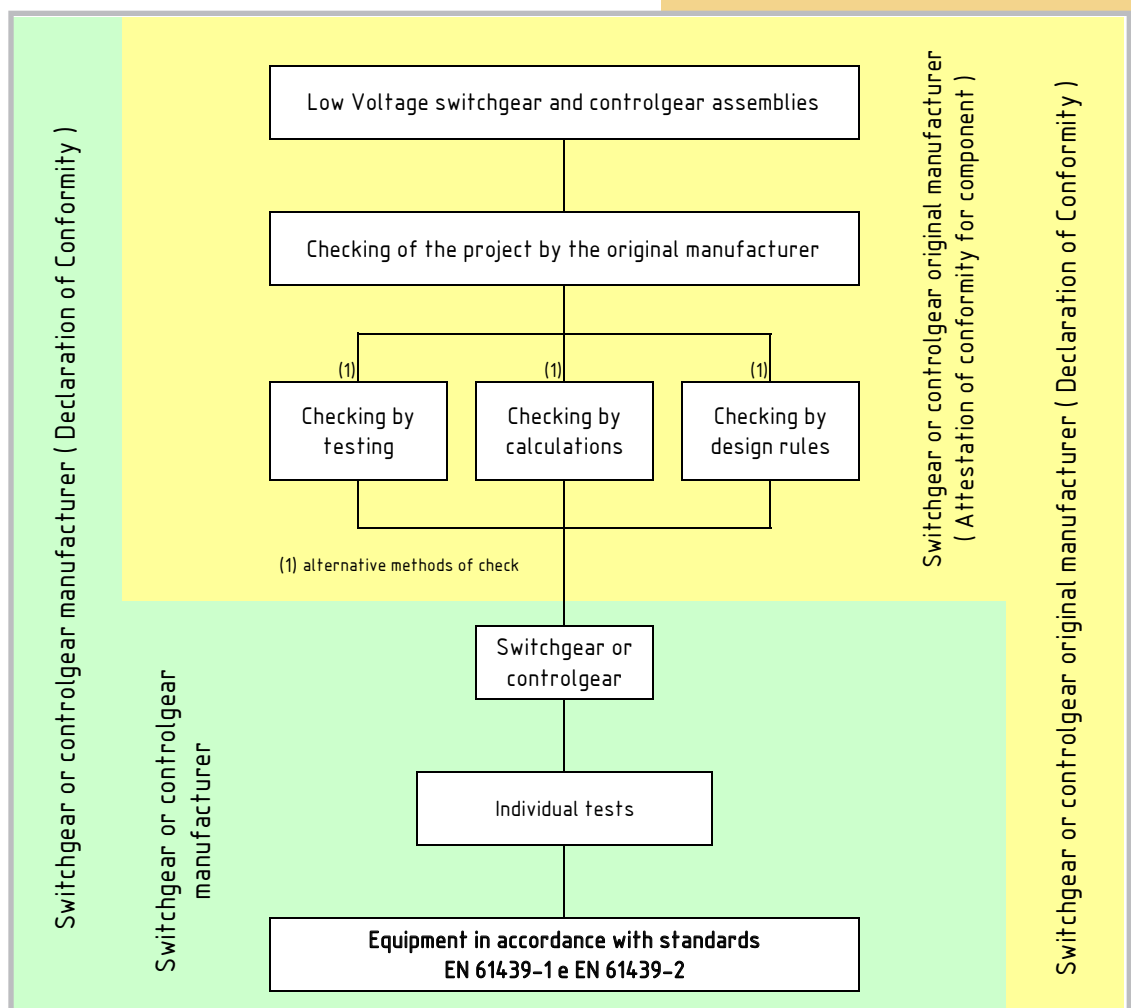 Low Voltage switchgear and controlgear assemblies
Checking of the project by the original manufacturer
(1)
(1)
(1)
Checking by
testing
Checking by
calculations
Checking by
design rules
(1) alternative methods of check
Switchgear or
controlgear
Individual tests
Equipment in accordance with standards
EN 61439-1 e EN 61439-2
Switchgear or controlgear manufacturer ( Declaration of Conformity )
Switchgear or controlgear
manufacturer
Switchgear or controlgear original manufacturer
( Attestation of conformity for component )
Switchgear or controlgear original manufacturer ( Declaration of Conformity )